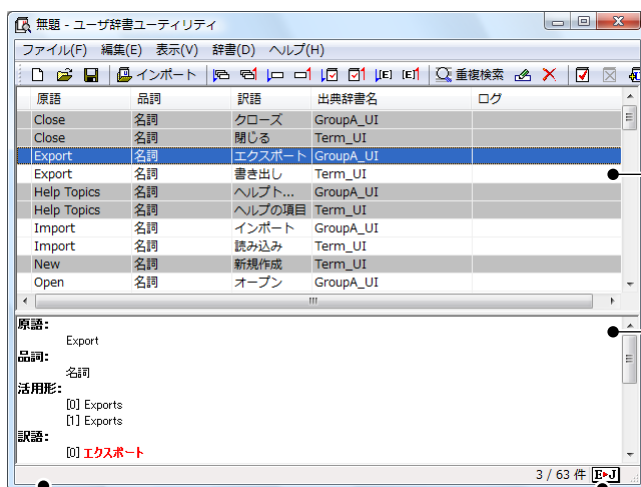 無題 - ユーザ辞書ユーティリティ
ファイル(F) 編集(E) 表示(V) 辞書(D) ヘルプ(H)
インポート [E] [E] 重複検索
原語 品詞 訳語 出典辞書名 ログ
Close 名詞 クローズ GroupA_UI
Close 名詞 閉じる Term_UI
Export 名詞 エクスポート GroupA_UI
Export 名詞 書き出し Term_UI
Help Topics 名詞 ヘルプト... GroupA_UI
Help Topics 名詞 ヘルプの項目 Term_UI
Import 名詞 インポート GroupA_UI
Import 名詞 読み込み Term_UI
New 名詞 新規作成 Term_UI
Open 名詞 オープン GroupA_UI
原語:
Export
品詞:
名詞
活用形:
[0] Exports
[1] Exports
訳語:
[0] エクスポート
3 / 63 件 E▸J